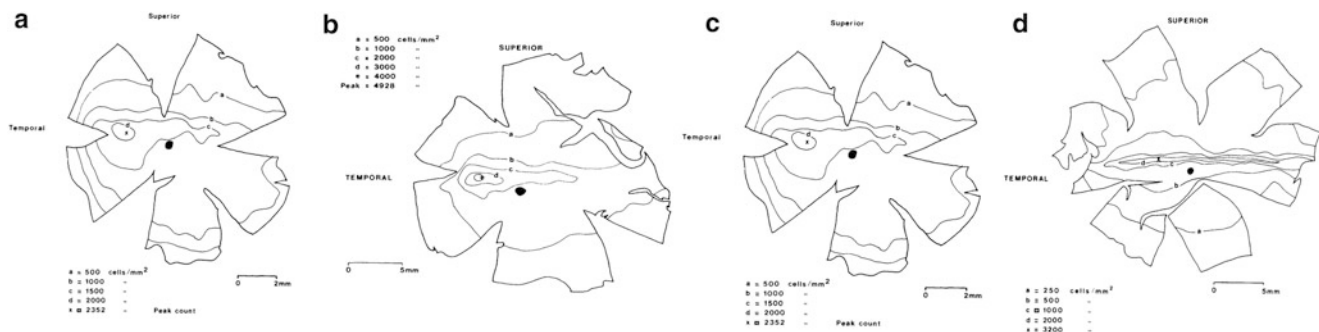 a
Superior
Temporal
d
x
b
c
a
a = 500 cells/mm²
b = 1000 "
c = 1500 "
d = 2000 "
x = 2352 " Peak count
0 2mm
b
a = 500 cells/mm²
b = 1000 "
c = 2000 "
d = 3000 "
e = 4000 "
Peak = 4928 "
SUPERIOR
TEMPORAL
a
b
c
d
0 5mm
c
Superior
Temporal
a
b
c
d
x
a = 500 cells/mm²
b = 1000 "
c = 1500 "
d = 2000 "
x = 2352 " Peak count
0 2mm
d
SUPERIOR
TEMPORAL
x
d
c
b
a
a = 250 cells/mm²
b = 500 "
c = 1000 "
d = 2000 "
x = 3200 "
0 5mm